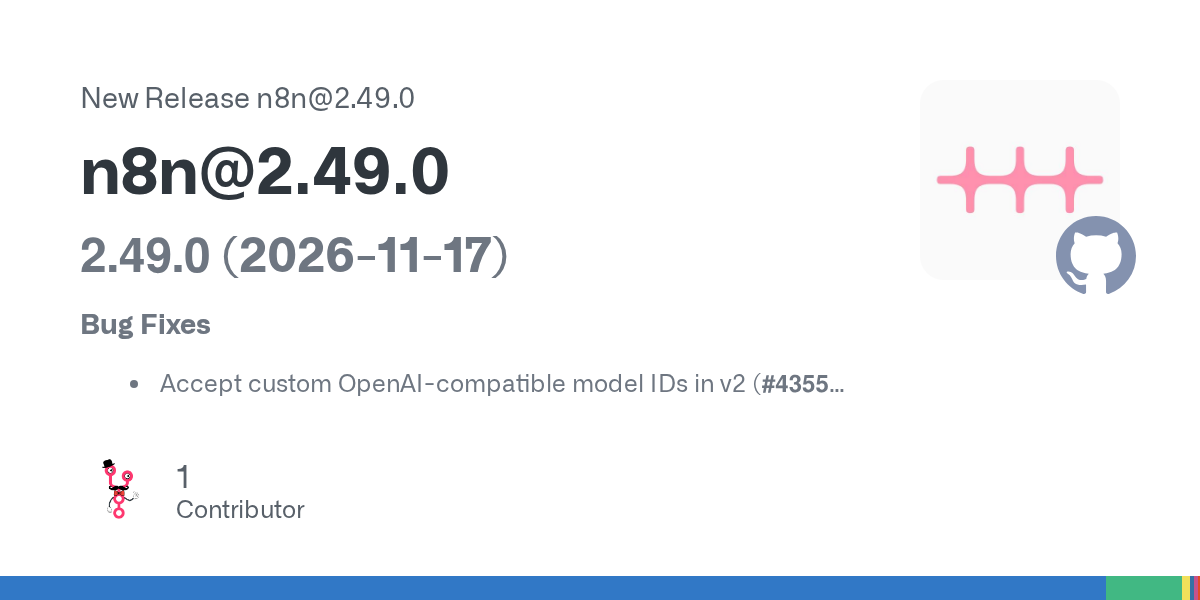 New Release n8n@2.49.0
n8n@2.49.0
2.49.0 (2026-11-17)
Bug Fixes
• Accept custom OpenAI-compatible model IDs in v2 (#4355...
1
Contributor